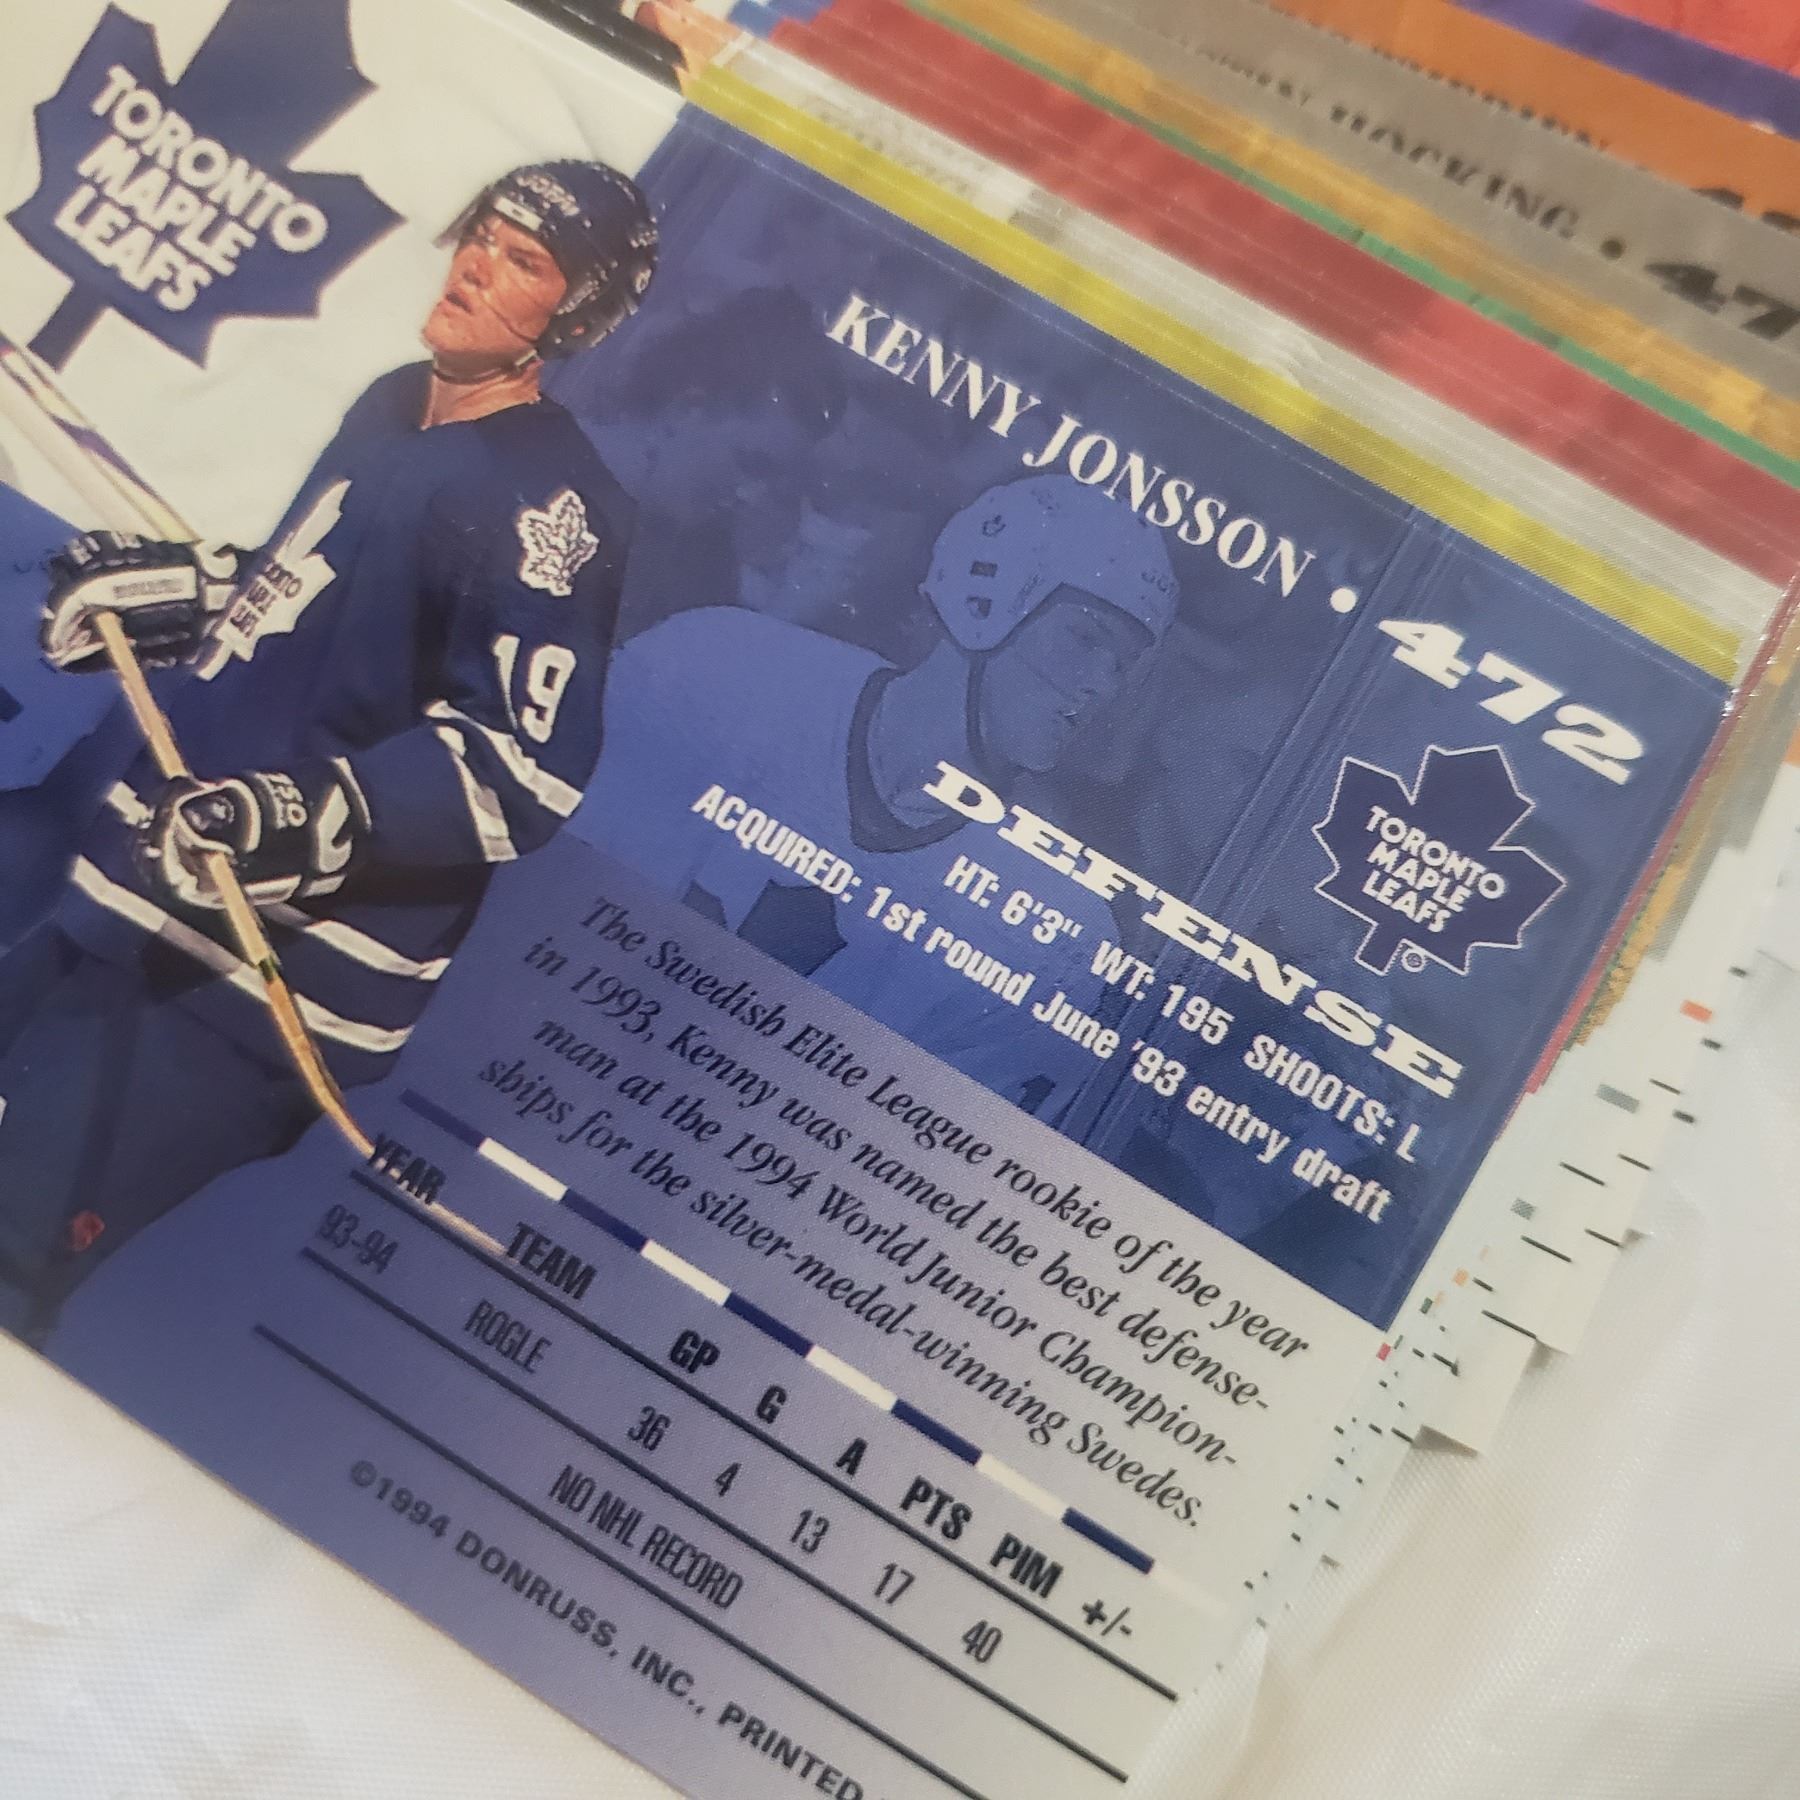 TORONTO
MAPLE
LEAFS
19
KENNY JONSSON • 472
TORONTO
MAPLE
LEAFS
®
DEFENSE
HT: 6'3" WT: 195 SHOOTS: L
ACQUIRED: 1st round June '93 entry draft
The Swedish Elite League rookie of the year
in 1993, Kenny was named the best defense-
man at the 1994 World Junior Champion-
ships for the silver-medal-winning Swedes.
YEAR TEAM GP G A PTS PIM +/-
93-94 ROGLE 36 4 13 17 40
NO NHL RECORD
©1994 DONRUSS, INC., PRINTED
• 47